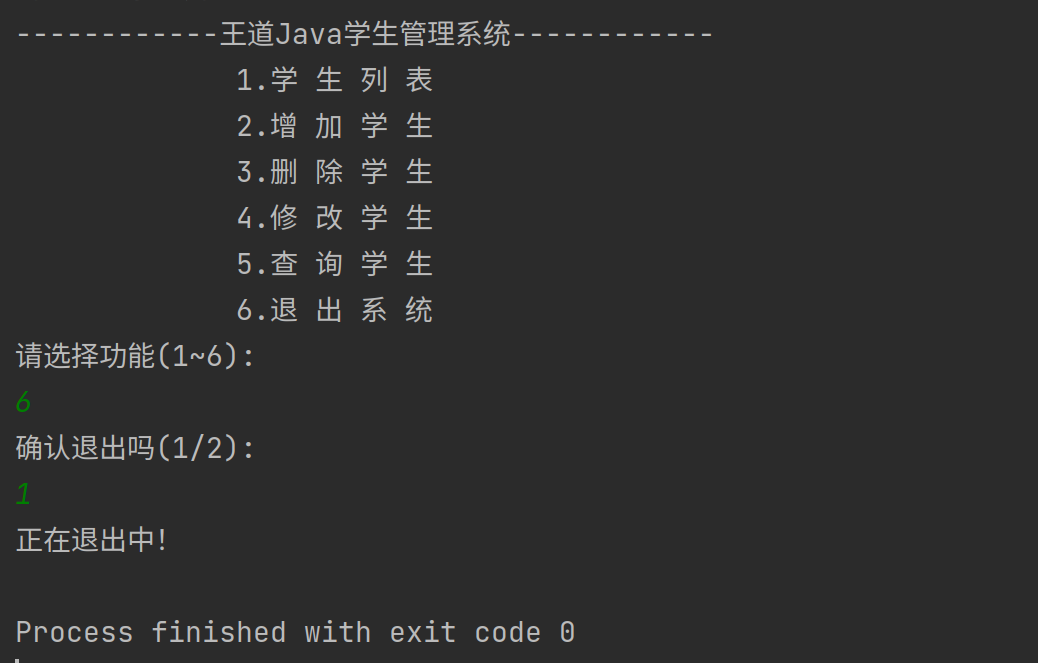 ------------王道Java学生管理系统------------
1.学 生 列 表
2.增 加 学 生
3.删 除 学 生
4.修 改 学 生
5.查 询 学 生
6.退 出 系 统
请选择功能(1~6):
6
确认退出吗(1/2):
1
正在退出中!
Process finished with exit code 0